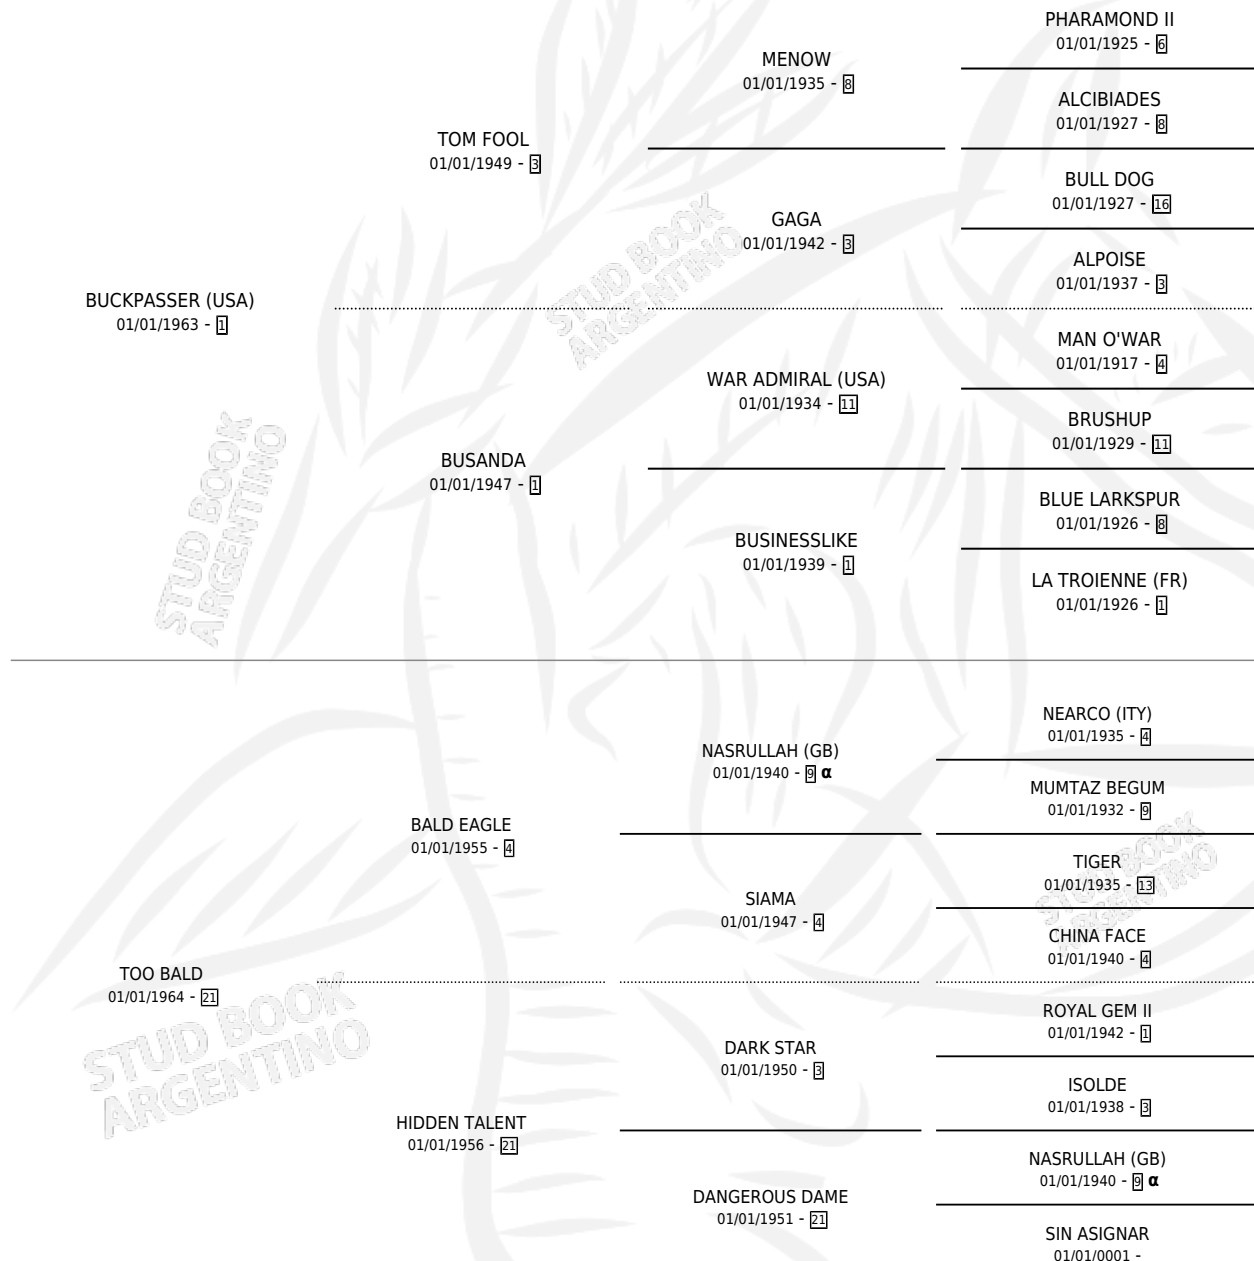 PHARAMOND II
01/01/1925 - 6
MENOW
01/01/1935 - 8
ALCIBIADES
01/01/1927 - 8
TOM FOOL
01/01/1949 - 3
BULL DOG
01/01/1927 - 16
GAGA
01/01/1942 - 3
ALPOISE
01/01/1937 - 3
BUCKPASSER (USA)
01/01/1963 - 1
MAN O'WAR
01/01/1917 - 4
WAR ADMIRAL (USA)
01/01/1934 - 11
BRUSHUP
01/01/1929 - 11
BUSANDA
01/01/1947 - 1
BLUE LARKSPUR
01/01/1926 - 8
BUSINESSLIKE
01/01/1939 - 1
LA TROIENNE (FR)
01/01/1926 - 1
NEARCO (ITY)
01/01/1935 - 4
NASRULLAH (GB)
01/01/1940 - 9 α
MUMTAZ BEGUM
01/01/1932 - 9
BALD EAGLE
01/01/1955 - 4
TIGER
01/01/1935 - 13
SIAMA
01/01/1947 - 4
CHINA FACE
01/01/1940 - 4
TOO BALD
01/01/1964 - 21
ROYAL GEM II
01/01/1942 - 1
DARK STAR
01/01/1950 - 3
ISOLDE
01/01/1938 - 3
HIDDEN TALENT
01/01/1956 - 21
NASRULLAH (GB)
01/01/1940 - 9 α
DANGEROUS DAME
01/01/1951 - 21
SIN ASIGNAR
01/01/0001 -
STUD BOOK
ARGENTINO
STUD BOOK
ARGENTINO
STUD BOOK
ARGENTINO
STUD BOOK
ARGENTINO